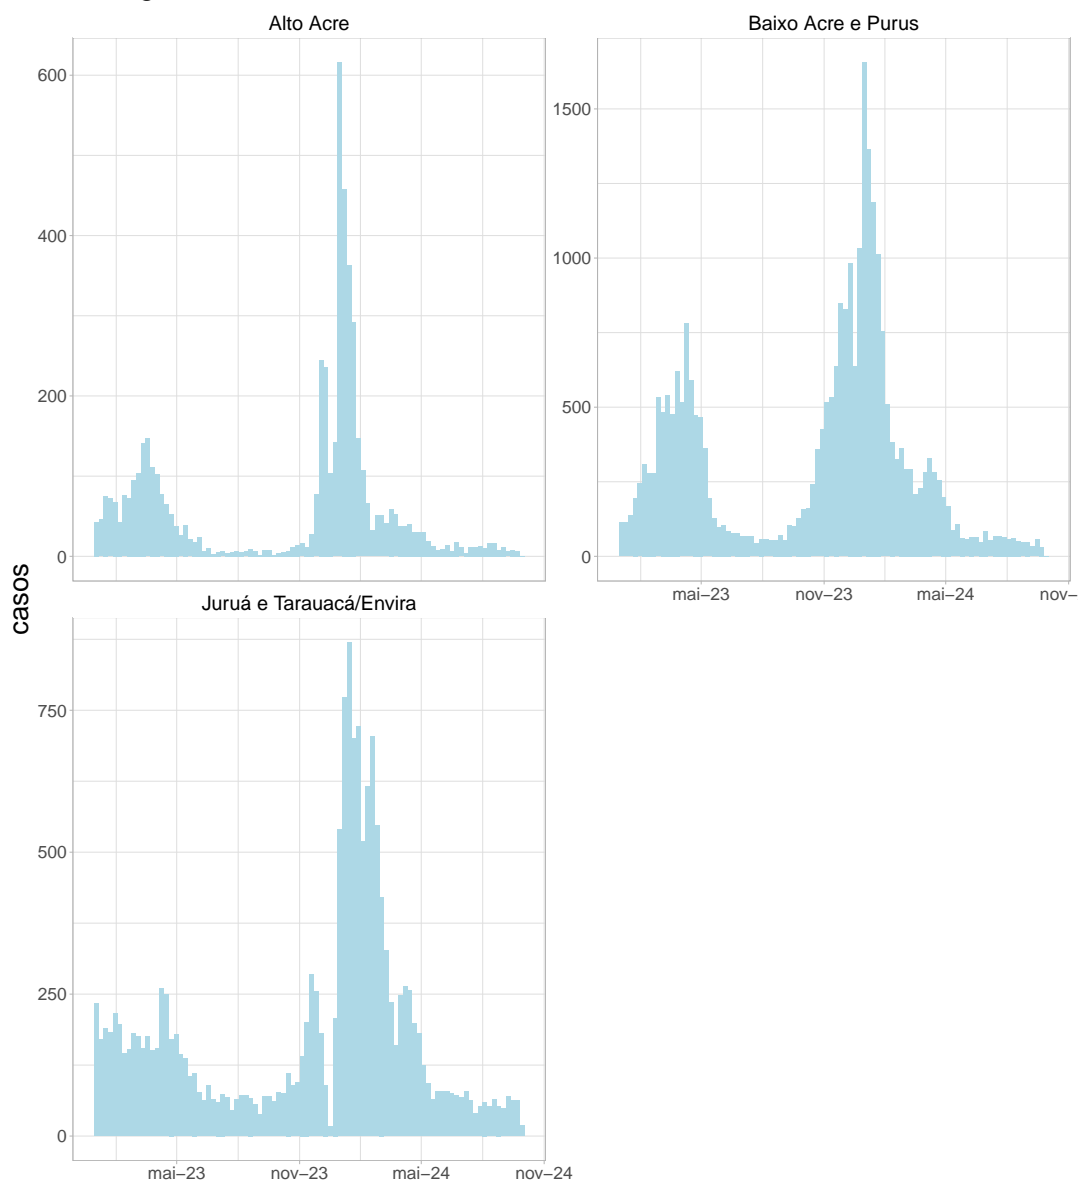 Alto Acre
Baixo Acre e Purus
600
400
200
0
1500
1000
500
0
mai–23
nov–23
mai–24
nov-
Juruá e Tarauacá/Envira
casos
750
500
250
0
mai–23
nov–23
mai–24
nov–24